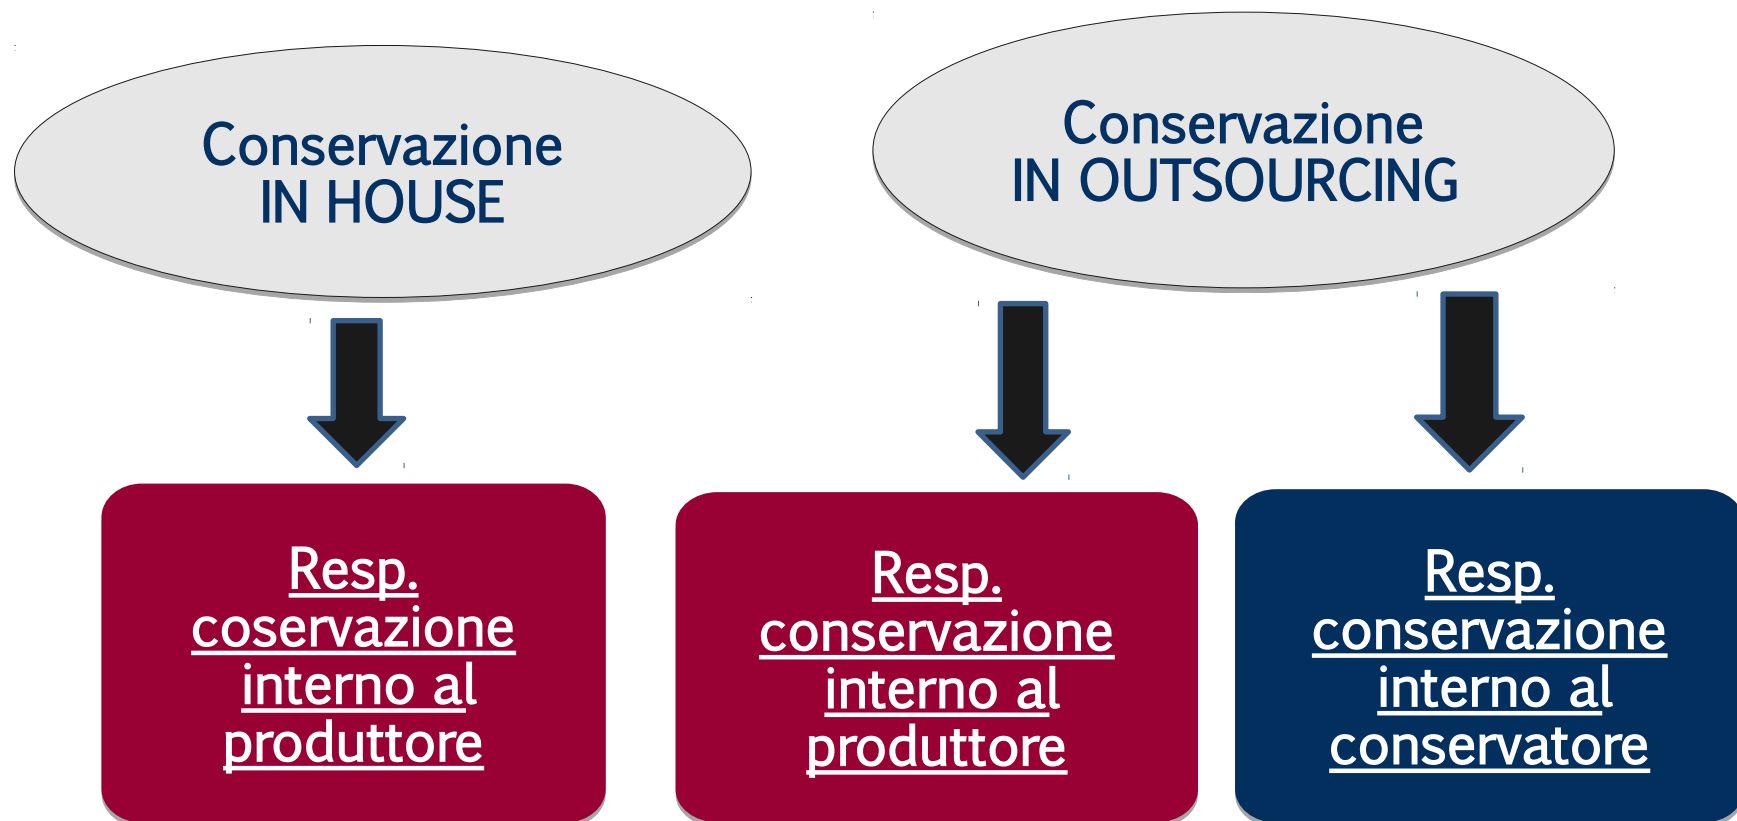 Conservazione
IN HOUSE
Conservazione
IN OUTSOURCING
Resp.
coservazione
interno al
produttore
Resp.
conservazione
interno al
produttore
Resp.
conservazione
interno al
conservatore